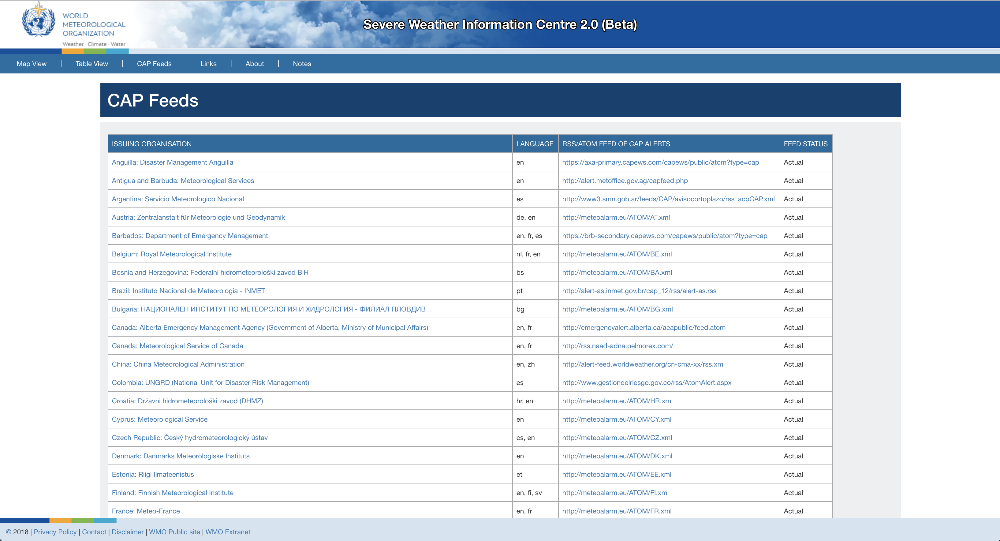 WORLD
METEOROLOGICAL
ORGANIZATION
Weather · Climate · Water
Severe Weather Information Centre 2.0 (Beta)
Map View | Table View | CAP Feeds | Links | About | Notes
CAP Feeds
ISSUING ORGANISATION LANGUAGE RSS/ATOM FEED OF CAP ALERTS FEED STATUS
Anguilla: Disaster Management Anguilla en https://axa-primary.capews.com/capews/public/atom?type=cap Actual
Antigua and Barbuda: Meteorological Services en http://alert.metoffice.gov.ag/capfeed.php Actual
Argentina: Servicio Meteorologico Nacional es http://www3.smn.gob.ar/feeds/CAP/avisocortoplazo/rss_acpCAP.xml Actual
Austria: Zentralanstalt für Meteorologie und Geodynamik de, en http://meteoalarm.eu/ATOM/AT.xml Actual
Barbados: Department of Emergency Management en, fr, es https://brb-secondary.capews.com/capews/public/atom?type=cap Actual
Belgium: Royal Meteorological Institute nl, fr, en http://meteoalarm.eu/ATOM/BE.xml Actual
Bosnia and Herzegovina: Federalni hidrometeorološki zavod BiH bs http://meteoalarm.eu/ATOM/BA.xml Actual
Brazil: Instituto Nacional de Meteorologia - INMET pt http://alert-as.inmet.gov.br/cap_12/rss/alert-as.rss Actual
Bulgaria: НАЦИОНАЛЕН ИНСТИТУТ ПО МЕТЕОРОЛОГИЯ И ХИДРОЛОГИЯ - ФИЛИАЛ ПЛОВДИВ bg http://meteoalarm.eu/ATOM/BG.xml Actual
Canada: Alberta Emergency Management Agency (Government of Alberta, Ministry of Municipal Affairs) en, fr http://emergencyalert.alberta.ca/aeapublic/feed.atom Actual
Canada: Meteorological Service of Canada en, fr http://rss.naad-adna.pelmorex.com/ Actual
China: China Meteorological Administration en, zh http://alert-feed.worldweather.org/cn-cma-xx/rss.xml Actual
Colombia: UNGRD (National Unit for Disaster Risk Management) es http://www.gestiondelriesgo.gov.co/rss/AtomAlert.aspx Actual
Croatia: Državni hidrometeorološki zavod (DHMZ) hr, en http://meteoalarm.eu/ATOM/HR.xml Actual
Cyprus: Meteorological Service en http://meteoalarm.eu/ATOM/CY.xml Actual
Czech Republic: Český hydrometeorologický ústav cs, en http://meteoalarm.eu/ATOM/CZ.xml Actual
Denmark: Danmarks Meteorologiske Instituts en http://meteoalarm.eu/ATOM/DK.xml Actual
Estonia: Riigi Ilmateenistus et http://meteoalarm.eu/ATOM/EE.xml Actual
Finland: Finnish Meteorological Institute en, fi, sv http://meteoalarm.eu/ATOM/FI.xml Actual
France: Meteo-France en, fr http://meteoalarm.eu/ATOM/FR.xml Actual
© 2018 | Privacy Policy | Contact | Disclaimer | WMO Public site | WMO Extranet